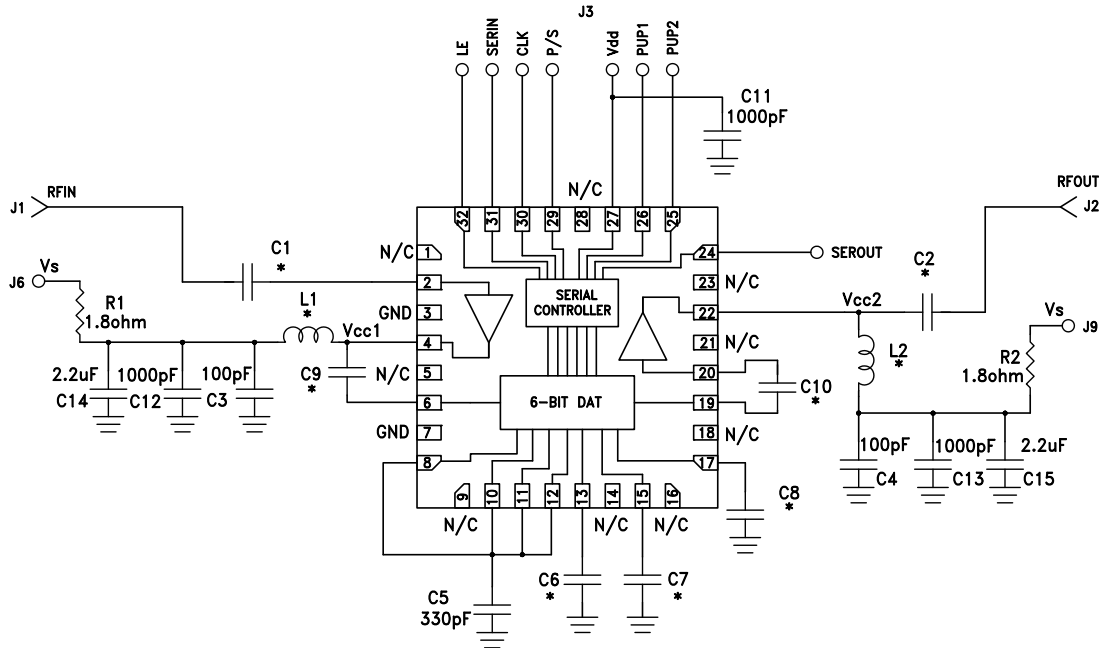 J3
LE
SERIN
CLK
P/S
Vdd
PUP1
PUP2
C11
1000pF
J1
RFIN
RFOUT
J2
N/C
32
31
30
29
28
27
26
25
C1
*
N/C
1
24
SEROUT
C2
*
J6
Vs
2
23
N/C
SERIAL
CONTROLLER
R1
1.8ohm
L1
*
GND
3
22
Vcc2
Vs
J9
Vcc1
4
21
N/C
L2
*
R2
1.8ohm
2.2uF
C14
1000pF
C12
100pF
C3
C9
*
N/C
5
20
C10
*
6
6-BIT DAT
19
GND
7
18
N/C
100pF
C4
1000pF
C13
2.2uF
C15
8
17
C8
*
9
10
11
12
13
14
15
16
N/C
N/C
N/C
C5
330pF
C6
*
C7
*